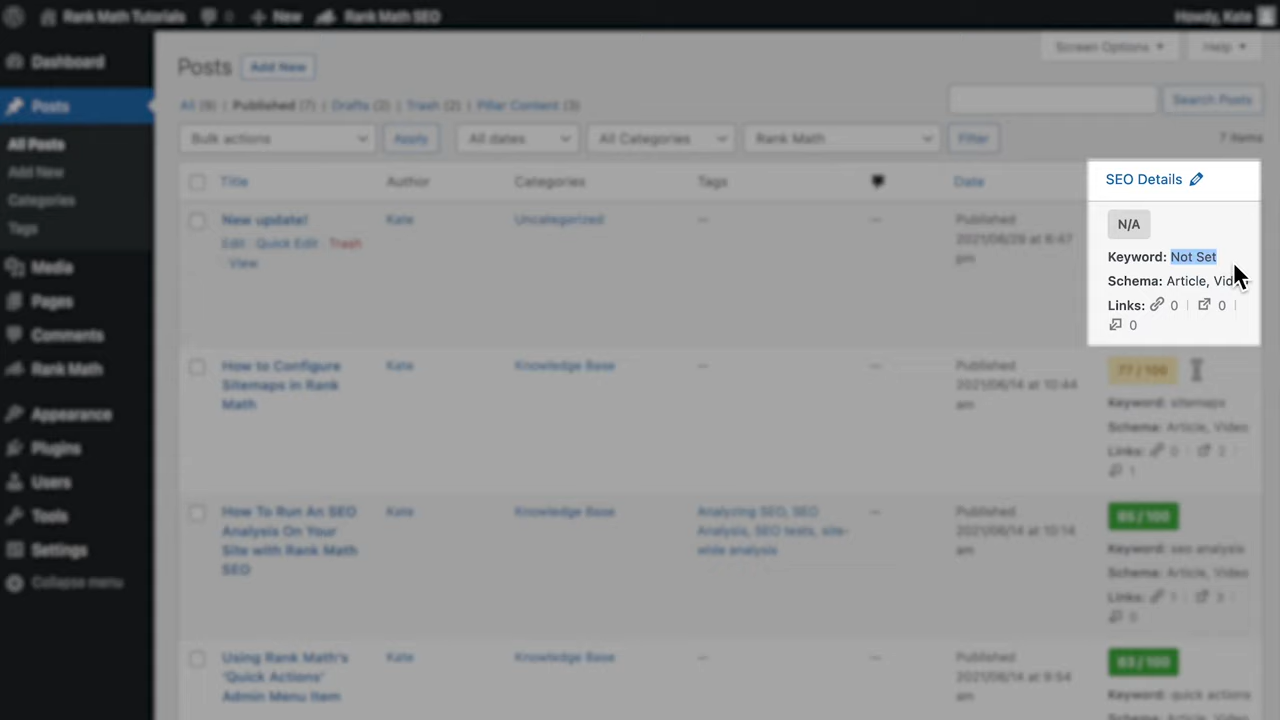 Rank Math Tutorials 0 New Rank Math SEO Howdy, Kate
Screen Options Help
Dashboard
Posts
All Posts
Add New
Categories
Tags
Media
Pages
Comments
Rank Math
Appearance
Plugins
Users
Tools
Settings
Collapse menu
Posts Add New
All (9) Published (7) Drafts (2) Trash (2) Pillar Content (3)
Search Posts
Bulk actions Apply All dates All Categories Rank Math Filter 7 items
Title Author Categories Tags Date SEO Details
New update! Kate Uncategorized — — Published
2021/06/29 at 6:47
pm
Edit Quick Edit Trash
View
N/A
Keyword: Not Set
Schema: Article, Video
Links: 0 | 0 |
0
How to Configure
Sitemaps in Rank
Math
Kate Knowledge Base — — Published
2021/06/14 at 10:44
am
77 / 100
Keyword: sitemaps
Schema: Article, Video
Links: 0 | 2 |
1
How To Run An SEO
Analysis On Your
Site with Rank Math
SEO
Kate Knowledge Base
Analyzing SEO, SEO
Analysis, SEO tests, site-
wide analysis
— Published
2021/06/14 at 10:14
am
85 / 100
Keyword: seo analysis
Schema: Article, Video
Links: 1 | 3 |
0
Using Rank Math's
'Quick Actions'
Admin Menu Item
Kate Knowledge Base — — Published
2021/06/14 at 9:54
am
83 / 100
Keyword: quick actions